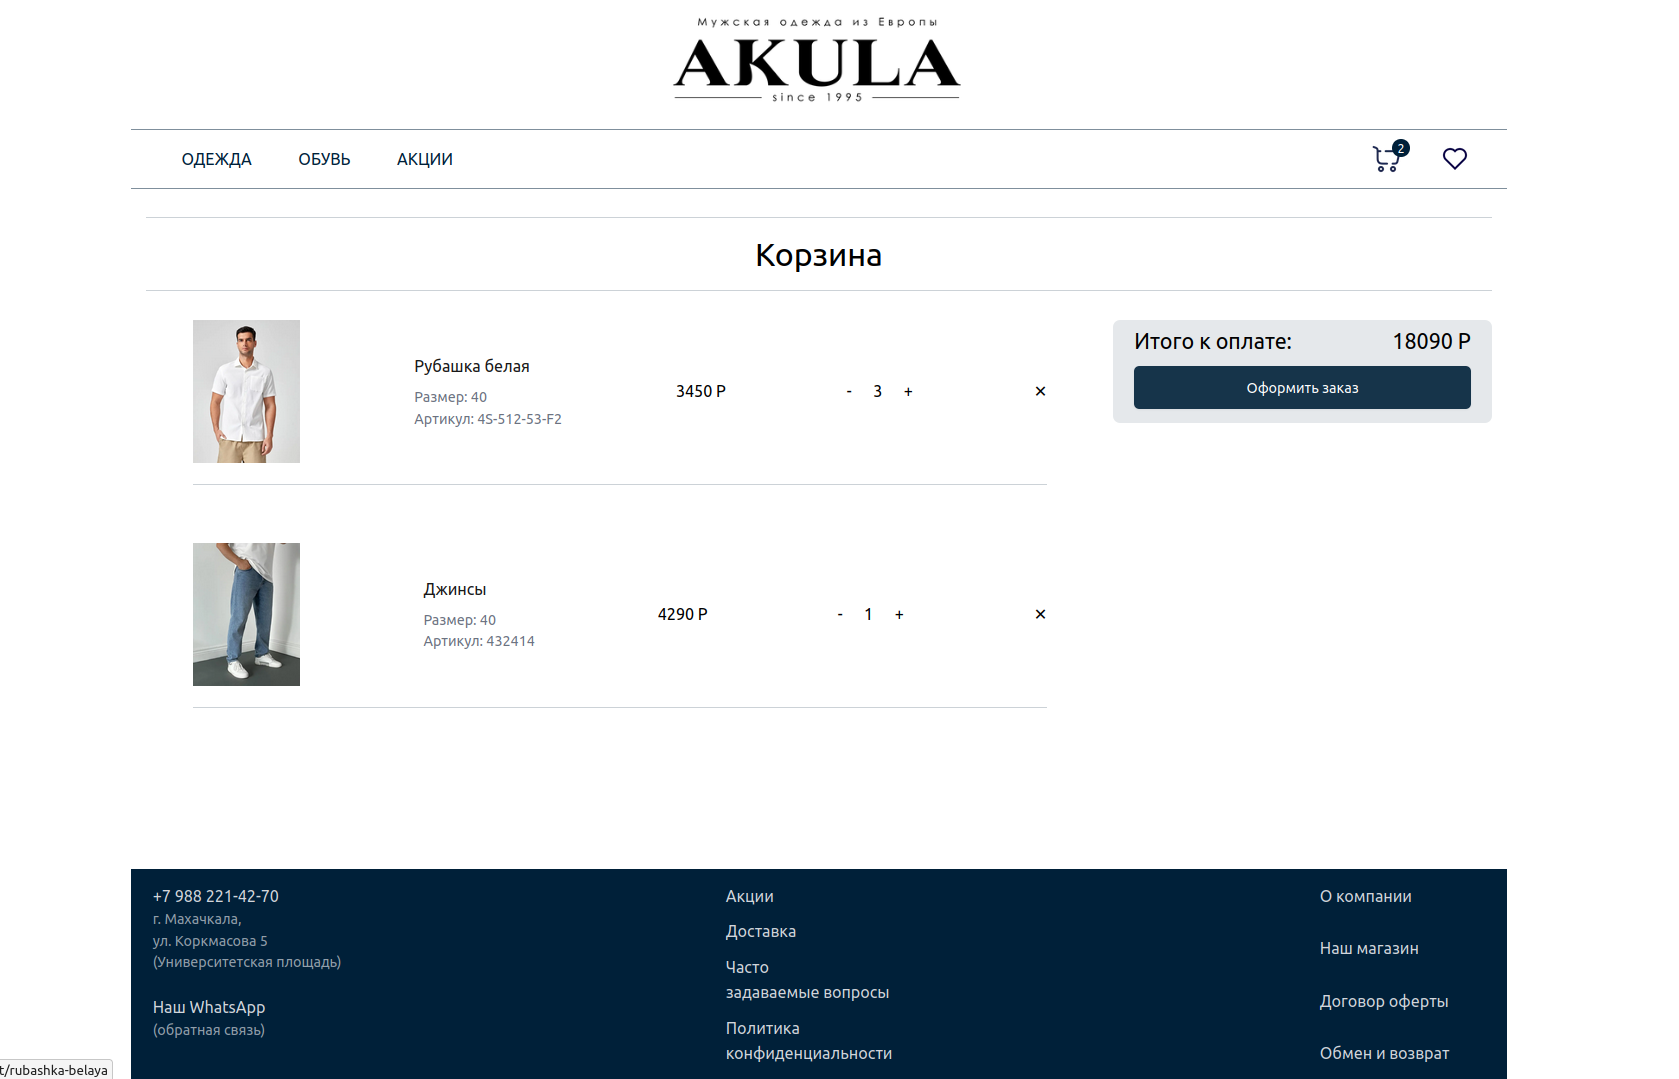 Мужская одежда из Европы
AKULA
since 1995
ОДЕЖДА ОБУВЬ АКЦИИ 2
Корзина
Рубашка белая
Размер: 40
Артикул: 4S-512-53-F2
3450 Р - 3 + ✕
Итого к оплате: 18090 Р
Оформить заказ
Джинсы
Размер: 40
Артикул: 432414
4290 Р - 1 + ✕
+7 988 221-42-70
г. Махачкала,
ул. Коркмасова 5
(Университетская площадь)
Наш WhatsApp
(обратная связь)
Акции
Доставка
Часто
задаваемые вопросы
Политика
конфиденциальности
О компании
Наш магазин
Договор оферты
Обмен и возврат
t/rubashka-belaya